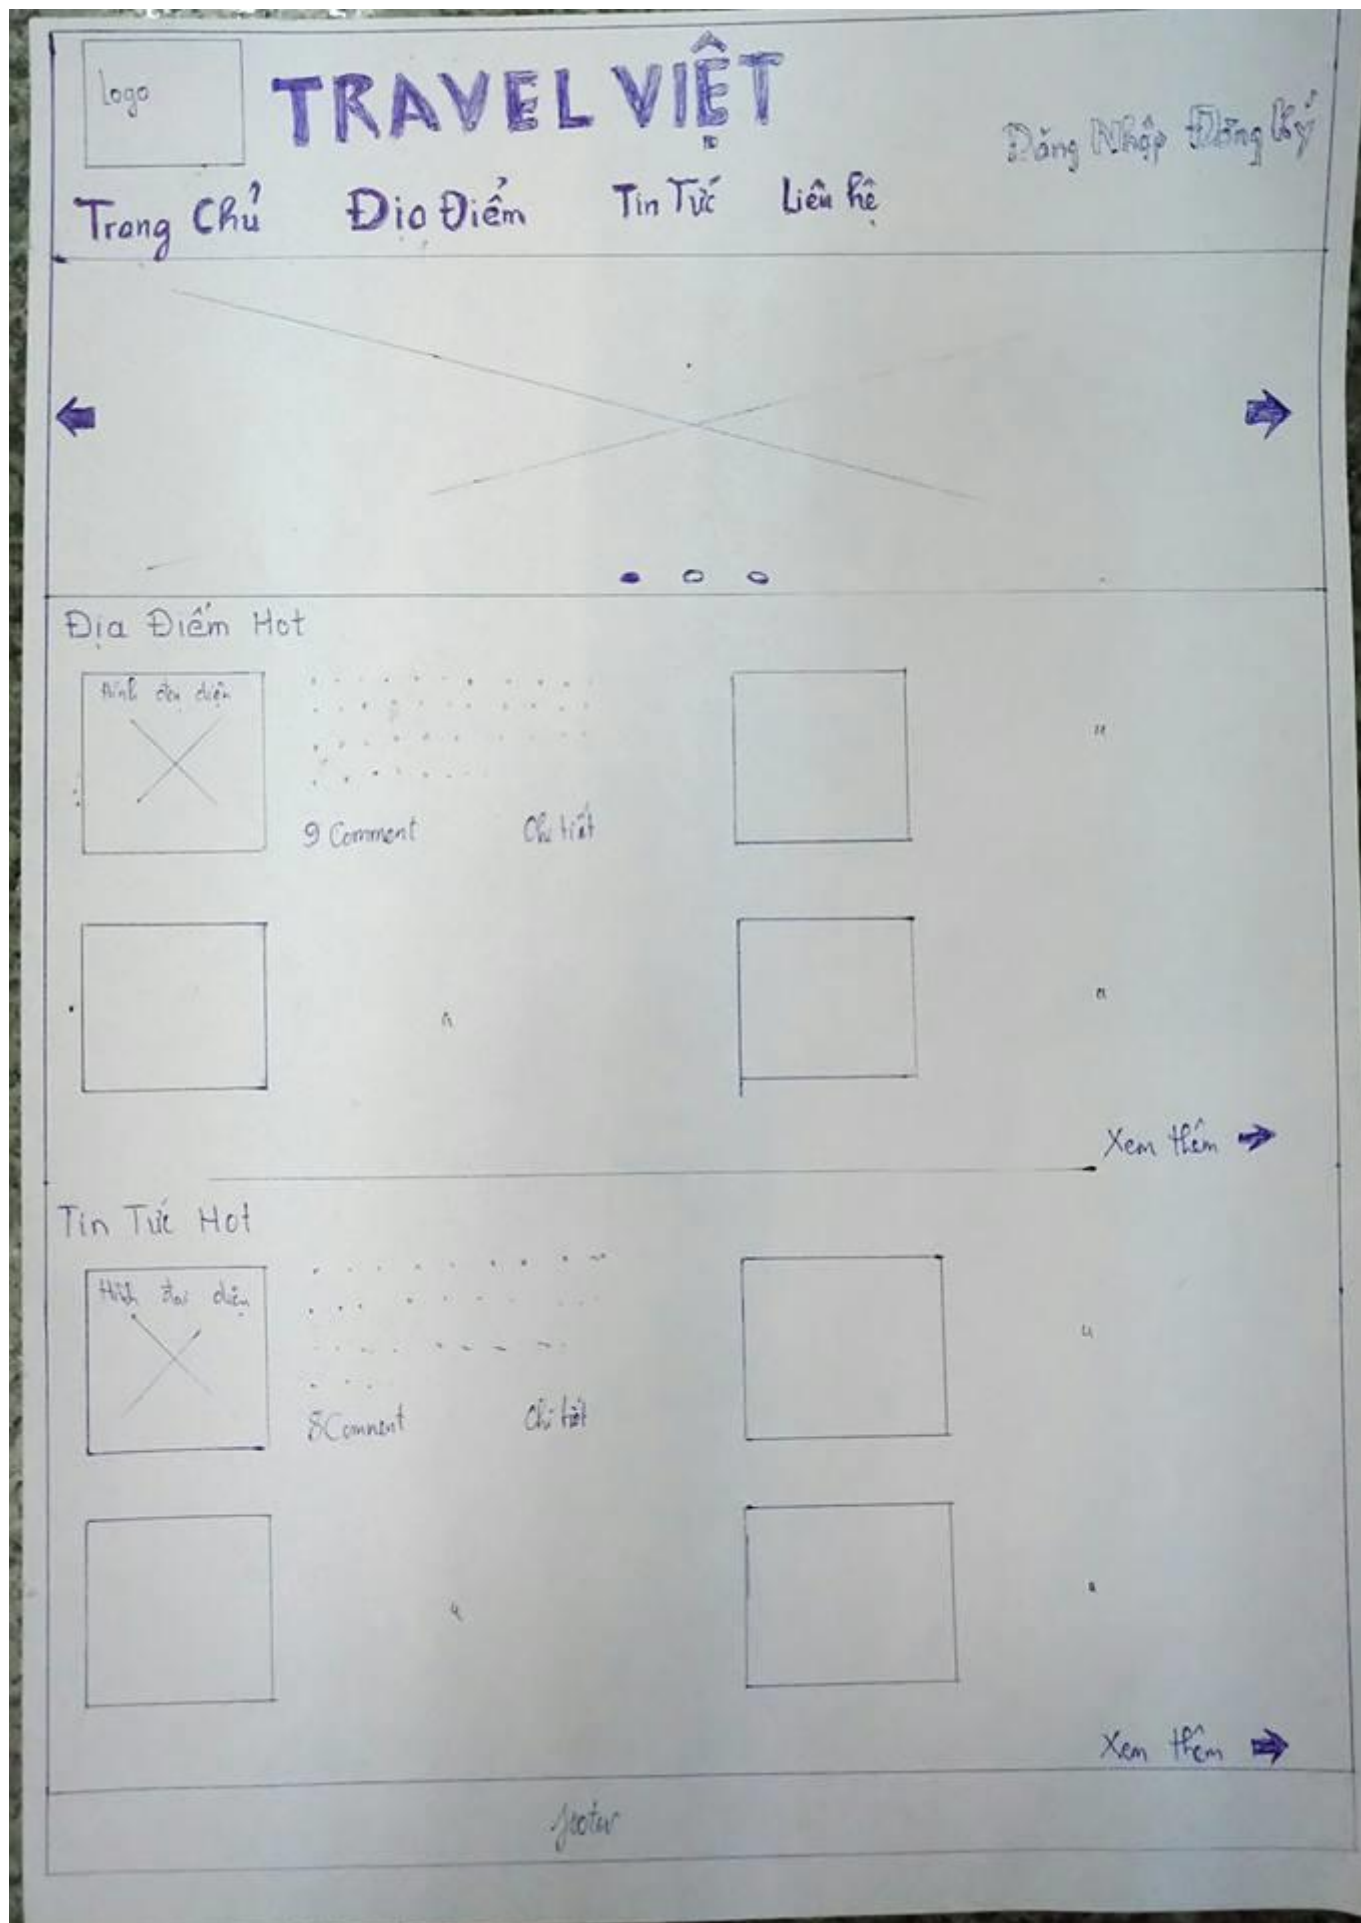 Logo
TRAVEL VIỆT
Đăng Nhập Đăng Ký
Trang Chủ Địa Điểm Tin Tức Liên hệ
Địa Điểm Hot
Hình đại diện
9 Comment Chi tiết
"
" "
Xem thêm
Tin Tức Hot
Hình đại diện
8 Comment Chi tiết
"
" "
Xem thêm
footer